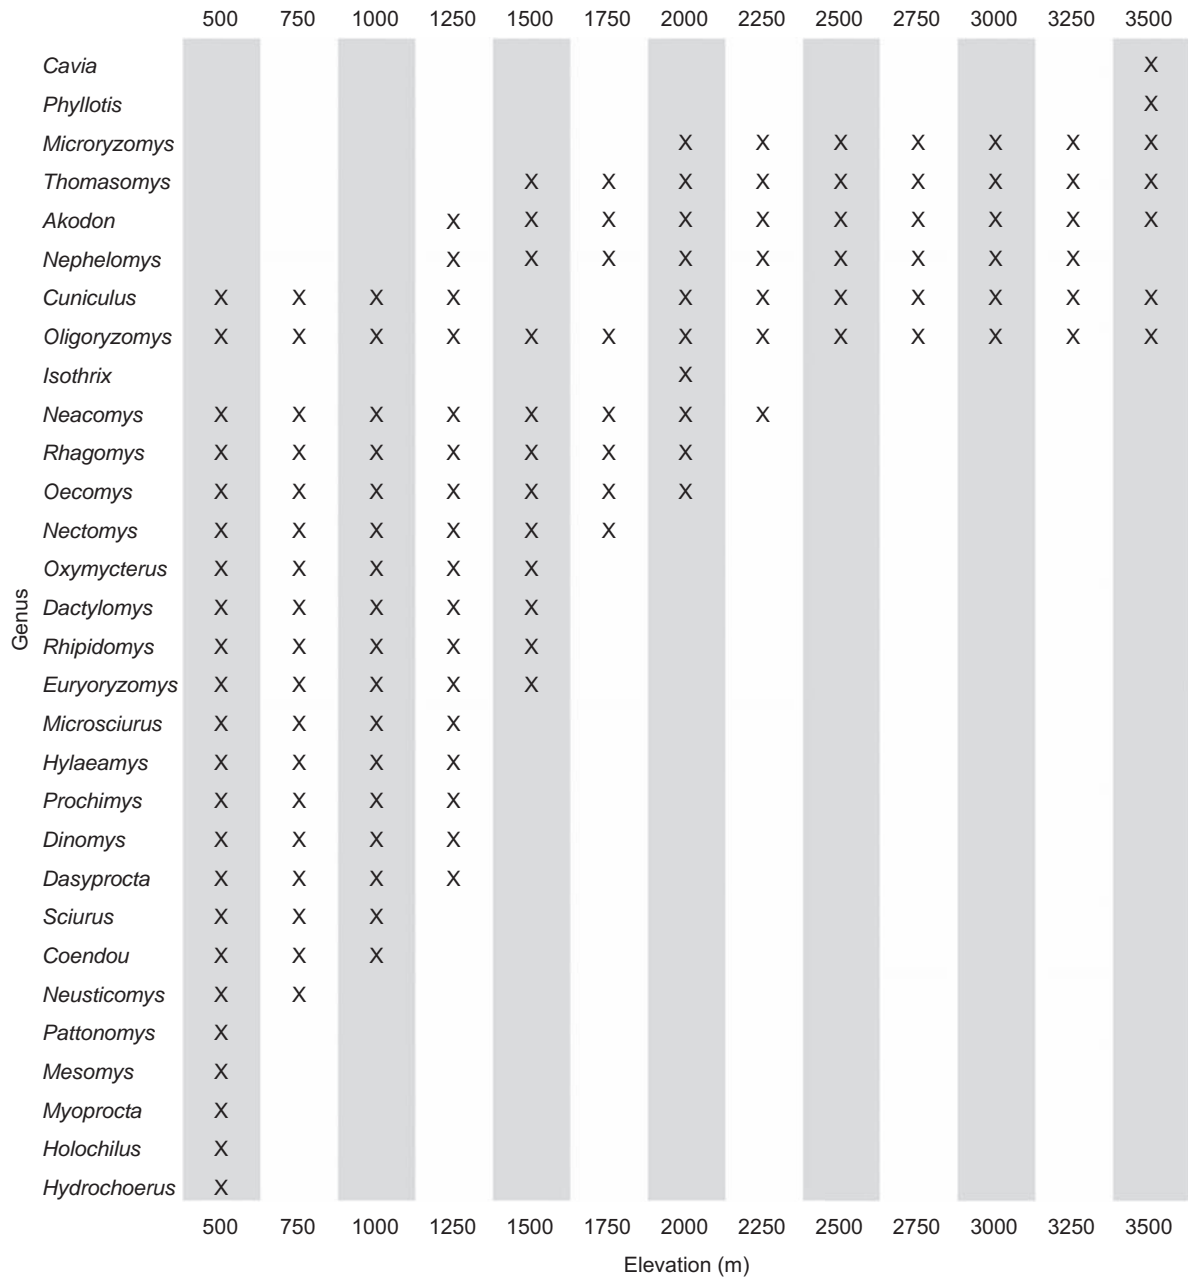 500 750 1000 1250 1500 1750 2000 2250 2500 2750 3000 3250 3500
Cavia X
Phyllotis X
Microryzomys X X X X X X X
Thomasomys X X X X X X X X X
Akodon X X X X X X X X X X
Nephelomys X X X X X X X X X
Cuniculus X X X X X X X X X X X
Oligoryzomys X X X X X X X X X X X X X
Isothrix X
Neacomys X X X X X X X X
Rhagomys X X X X X X X
Oecomys X X X X X X X
Nectomys X X X X X X
Oxymycterus X X X X X
Dactylomys X X X X X
Genus
Rhipidomys X X X X X
Euryoryzomys X X X X X
Microsciurus X X X X
Hylaeamys X X X X
Prochimys X X X X
Dinomys X X X X
Dasyprocta X X X X
Sciurus X X X
Coendou X X X
Neusticomys X X
Pattonomys X
Mesomys X
Myoprocta X
Holochilus X
Hydrochoerus X
500 750 1000 1250 1500 1750 2000 2250 2500 2750 3000 3250 3500
Elevation (m)